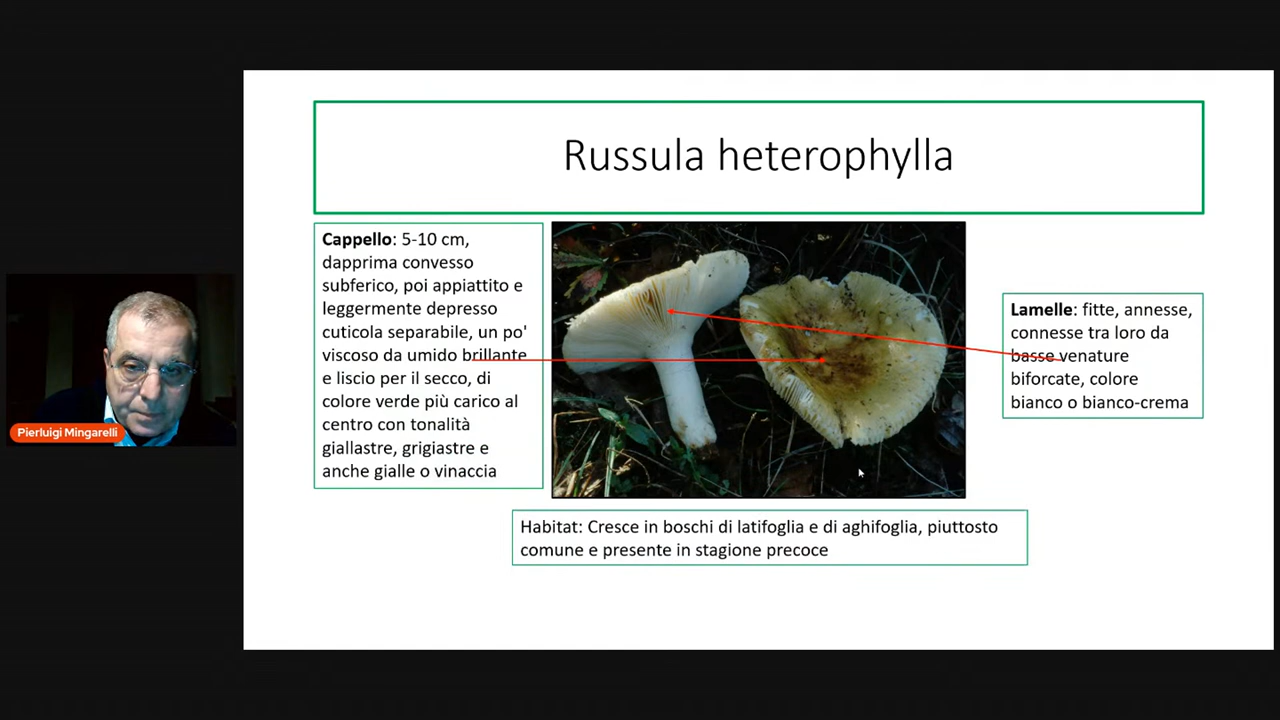 Russula heterophylla
Cappello: 5-10 cm,
dapprima convesso
subferico, poi appiattito e
leggermente depresso
cuticola separabile, un po'
viscoso da umido brillante
e liscio per il secco, di
colore verde più carico al
centro con tonalità
giallastre, grigiastre e
anche gialle o vinaccia
Lamelle: fitte, annesse,
connesse tra loro da
basse venature
biforcate, colore
bianco o bianco-crema
Habitat: Cresce in boschi di latifoglia e di aghifoglia, piuttosto
comune e presente in stagione precoce
Pierluigi Mingarelli